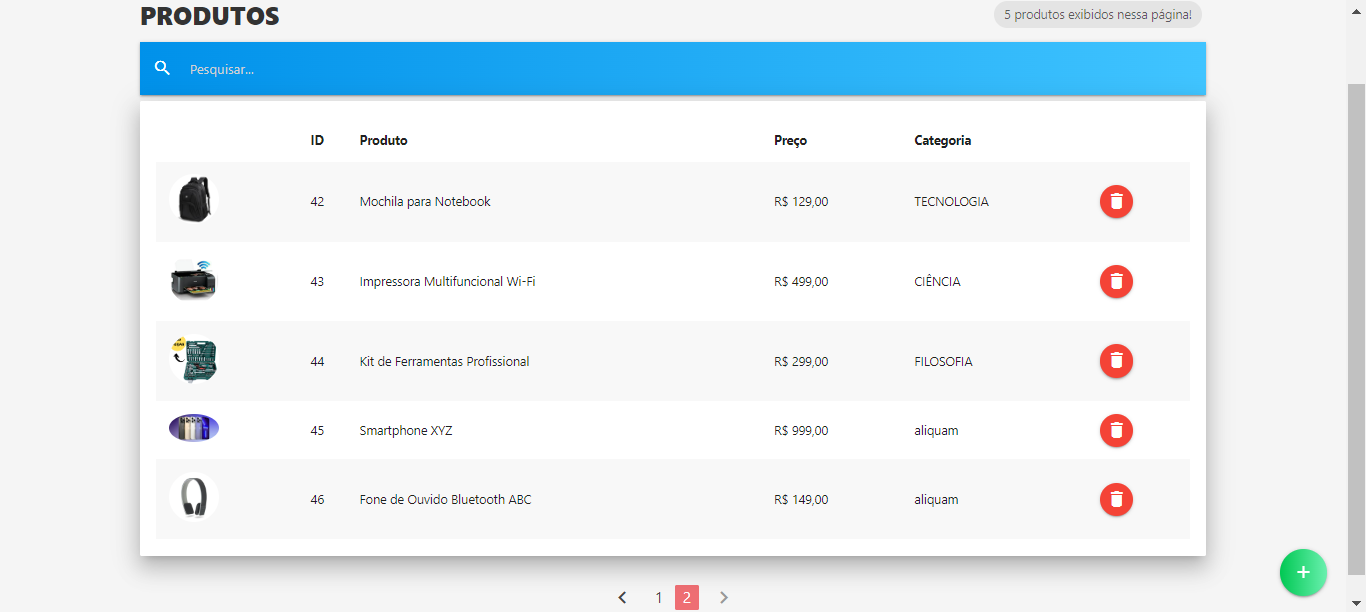 PRODUTOS
5 produtos exibidos nessa página!
Pesquisar...
ID Produto Preço Categoria
42 Mochila para Notebook R$ 129,00 TECNOLOGIA
43 Impressora Multifuncional Wi-Fi R$ 499,00 CIÊNCIA
44 Kit de Ferramentas Profissional R$ 299,00 FILOSOFIA
45 Smartphone XYZ R$ 999,00 aliquam
46 Fone de Ouvido Bluetooth ABC R$ 149,00 aliquam
1 2